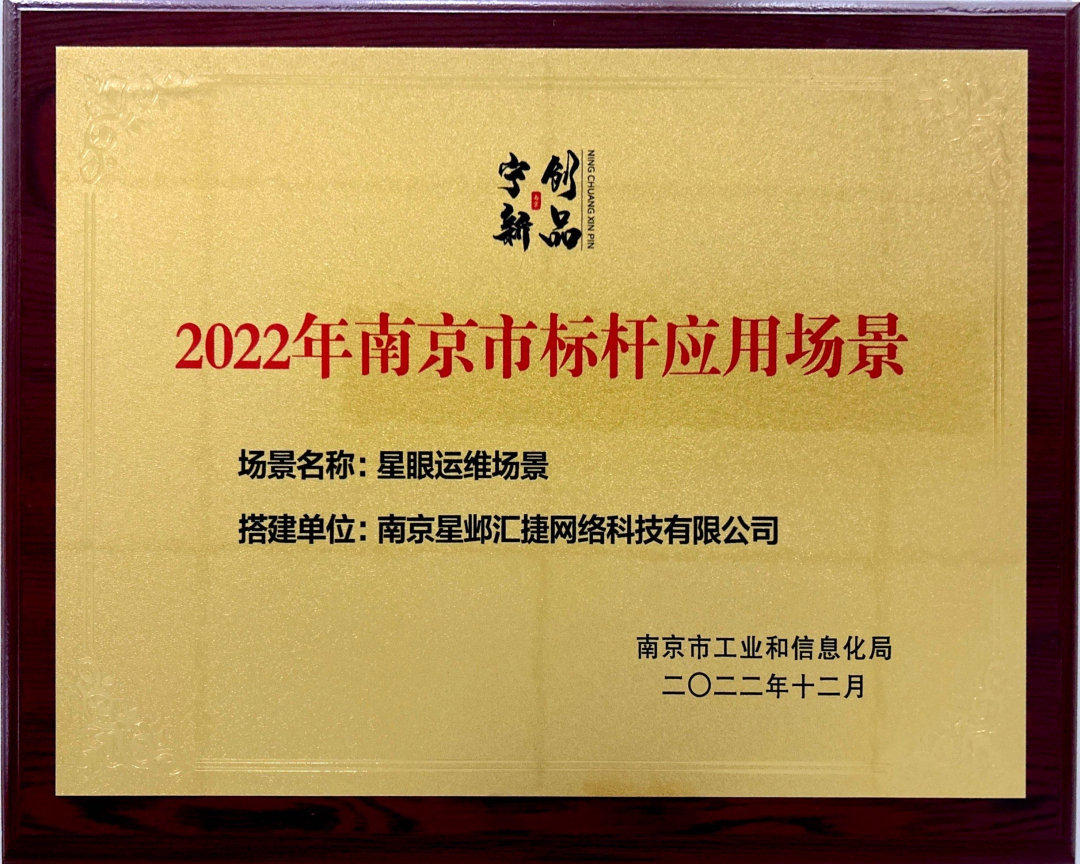 宁创新品
NING CHUANG XIN PIN
2022年南京市标杆应用场景
场景名称：星眼运维场景
搭建单位：南京星邺汇捷网络科技有限公司
南京市工业和信息化局
二〇二二年十二月